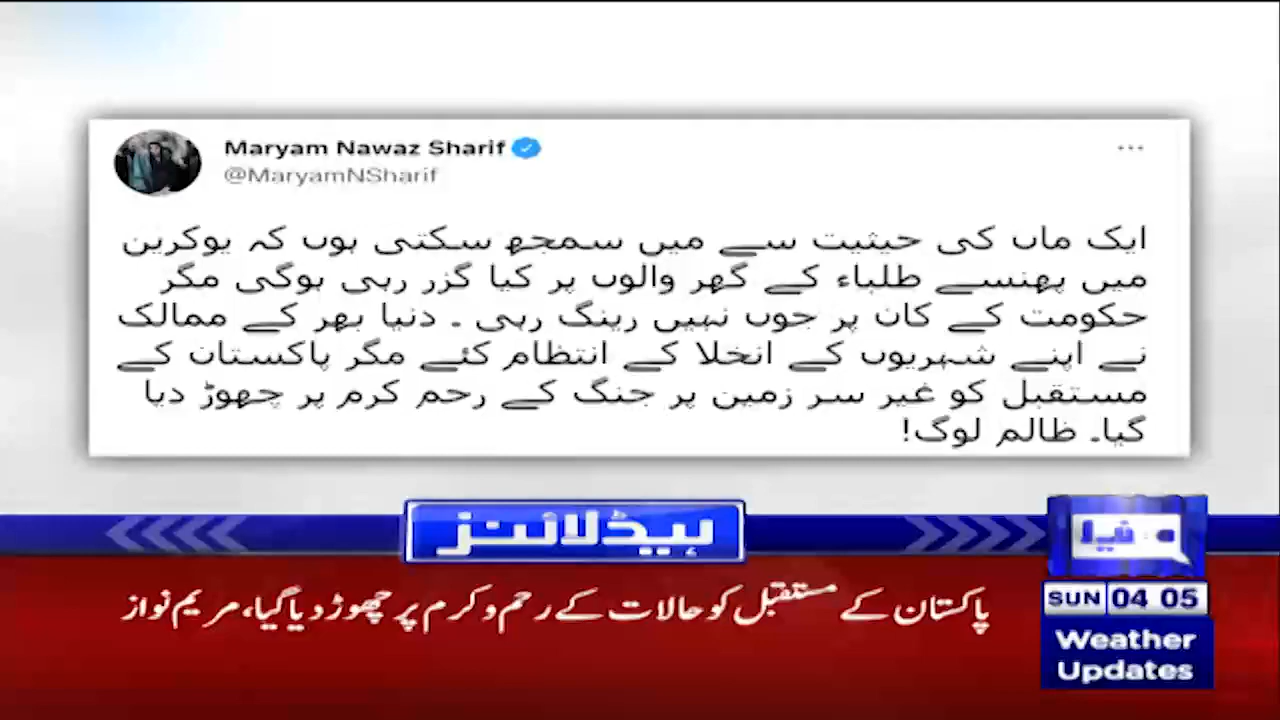 Maryam Nawaz Sharif
@MaryamNSharif
ایک ماں کی حیثیت سے میں سمجھ سکتی ہوں کہ یوکرین
میں پھنسے طلباء کے گھر والوں پر کیا گزر رہی ہوگی مگر
حکومت کے کان پر جوں نہیں رینگ رہی ۔ دنیا بھر کے ممالک
نے اپنے شہریوں کے انخلا کے انتظام کئے مگر پاکستان کے
مستقبل کو غیر سر زمین پر جنگ کے رحم کرم پر چھوڑ دیا
گیا۔ ظالم لوگ!
ہیڈلائنز
دنیا
پاکستان کے مستقبل کو حالات کے رحم و کرم پر چھوڑ دیا گیا، مریم نواز
SUN 04 05
Weather
Updates